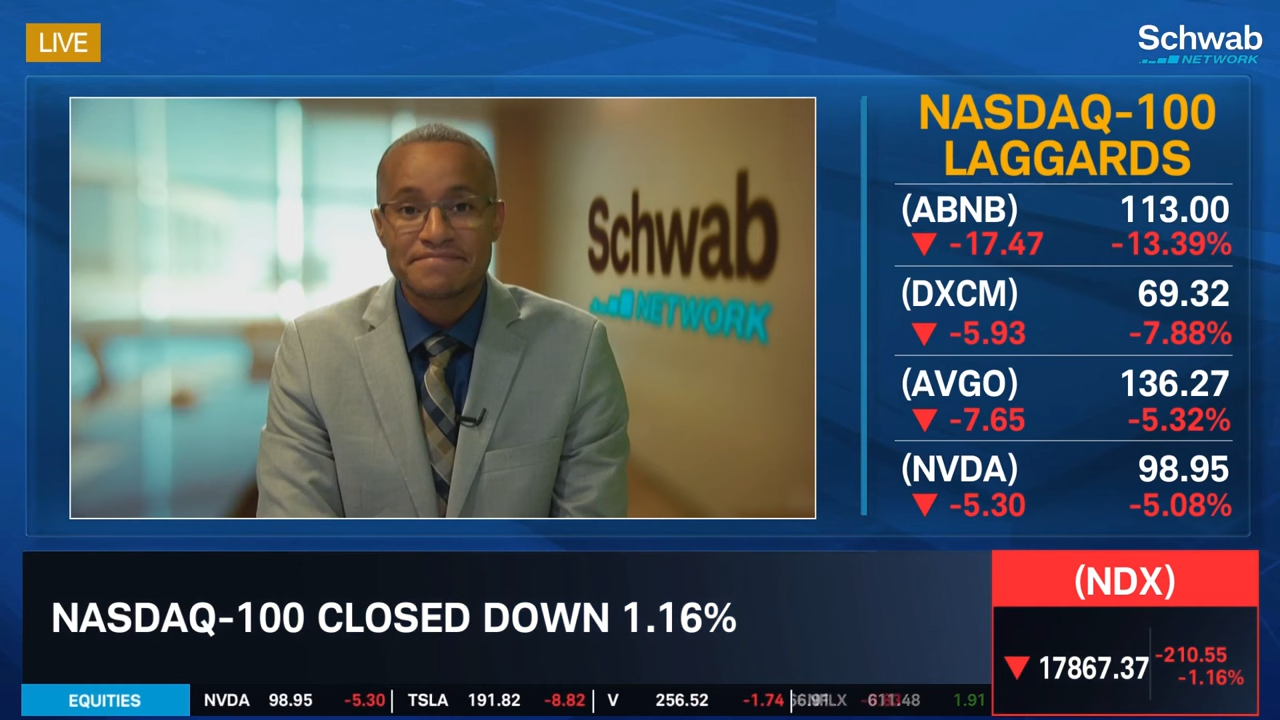 LIVE
Schwab
NETWORK
Schwab
NETWORK
NASDAQ-100
LAGGARDS
(ABNB) 113.00
▼ -17.47 -13.39%
(DXCM) 69.32
▼ -5.93 -7.88%
(AVGO) 136.27
▼ -7.65 -5.32%
(NVDA) 98.95
▼ -5.30 -5.08%
NASDAQ-100 CLOSED DOWN 1.16%
(NDX)
▼ 17867.37 -210.55
-1.16%
EQUITIES NVDA 98.95 -5.30 TSLA 191.82 -8.82 V 256.52 -1.74 NFLX 611.48 1.91